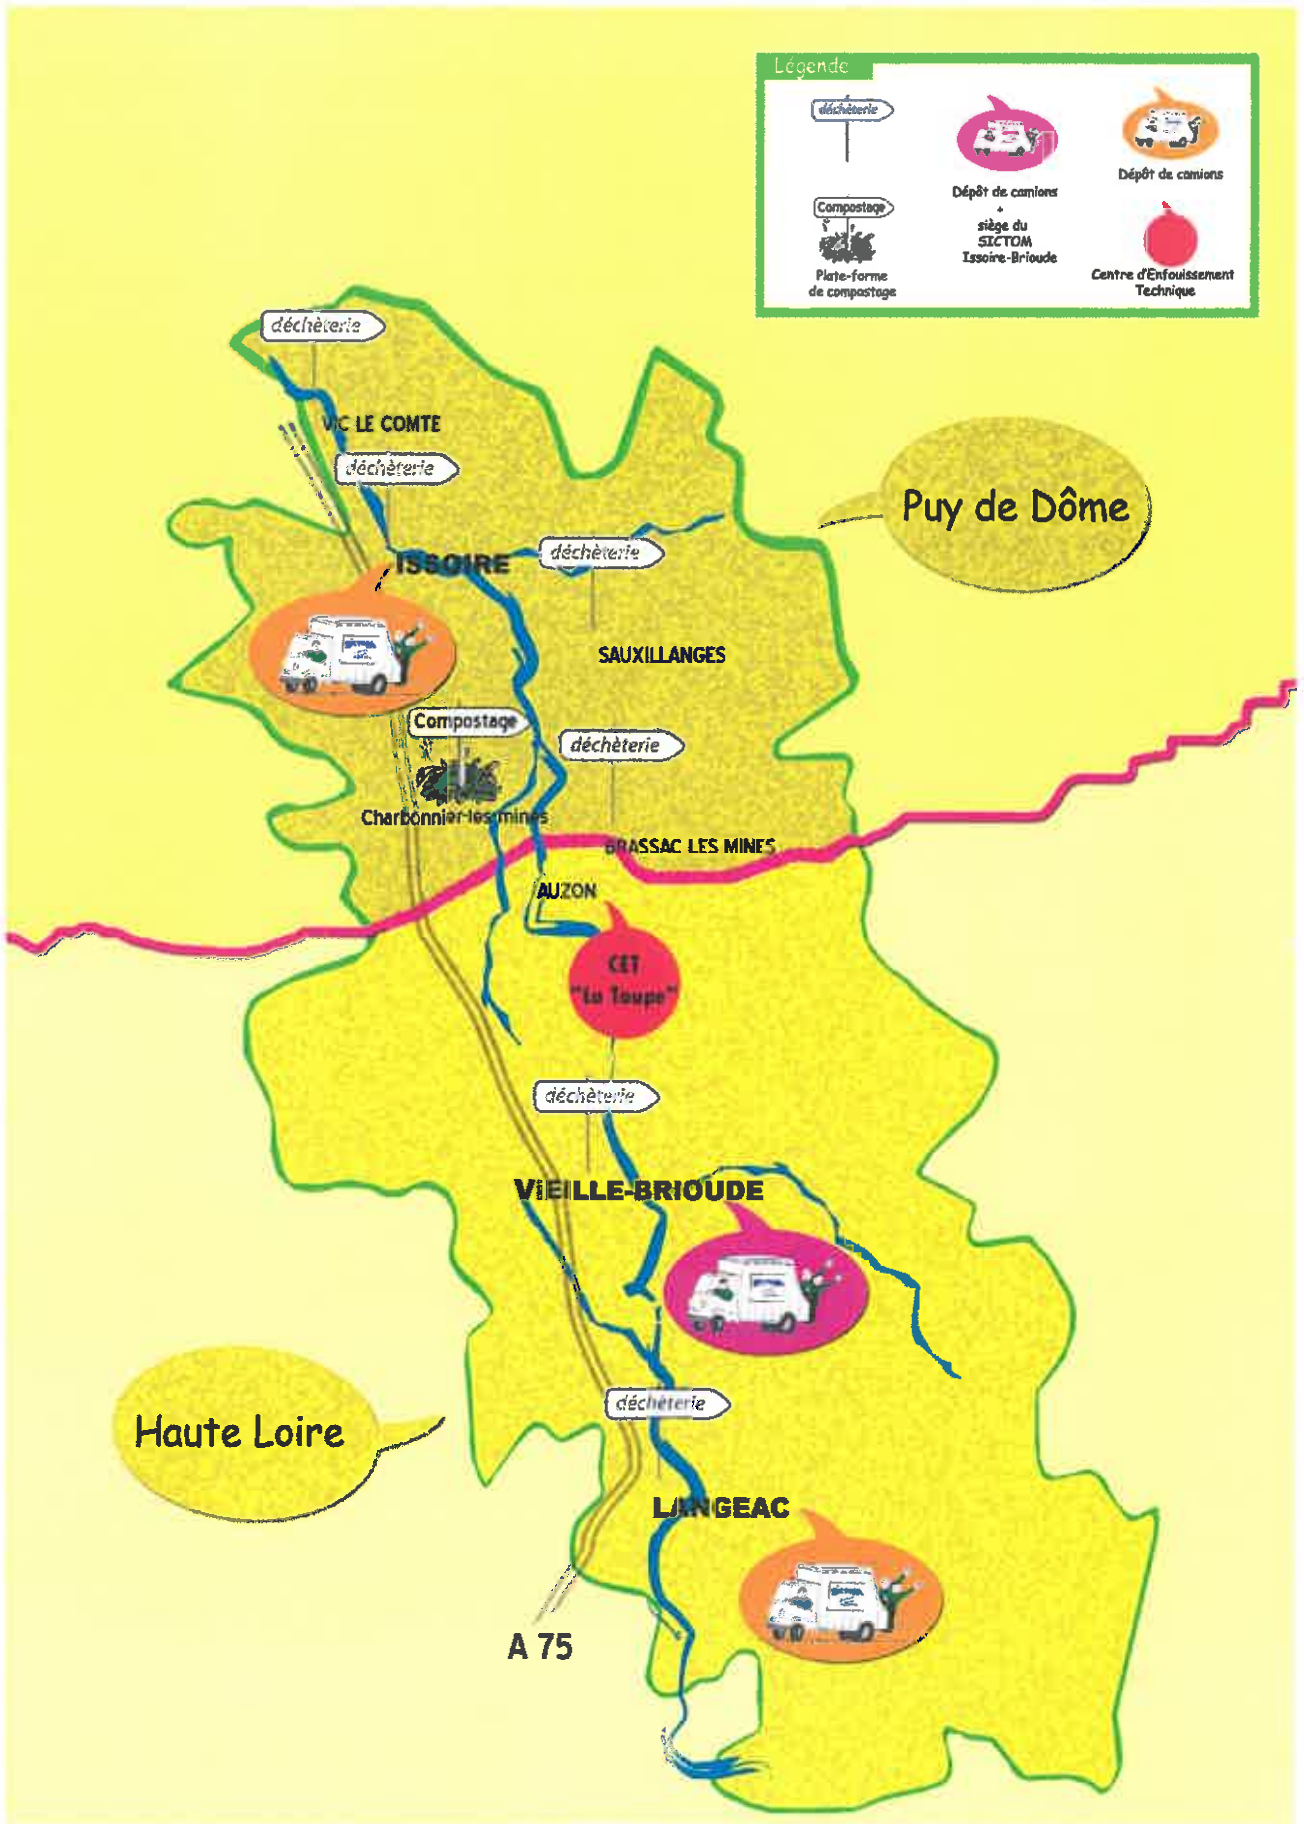 Légende
déchèterie
Dépôt de camions
+
siège du
SICTOM
Issoire-Brioude
Dépôt de camions
Compostage
Plate-forme
de compostage
Centre d'Enfouissement
Technique
déchèterie
VIC LE COMTE
déchèterie
Puy de Dôme
déchèterie
ISSOIRE
SAUXILLANGES
Compostage
déchèterie
Charbonnier-les-mines
BRASSAC LES MINES
AUZON
CET
"La Taupe"
déchèterie
VIEILLE-BRIOUDE
déchèterie
Haute Loire
LANGEAC
A 75